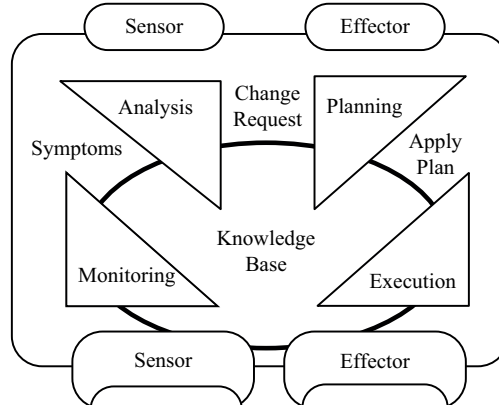 Sensor
Effector
Analysis
Change
Request
Planning
Symptoms
Apply
Plan
Knowledge
Base
Monitoring
Execution
Sensor
Effector